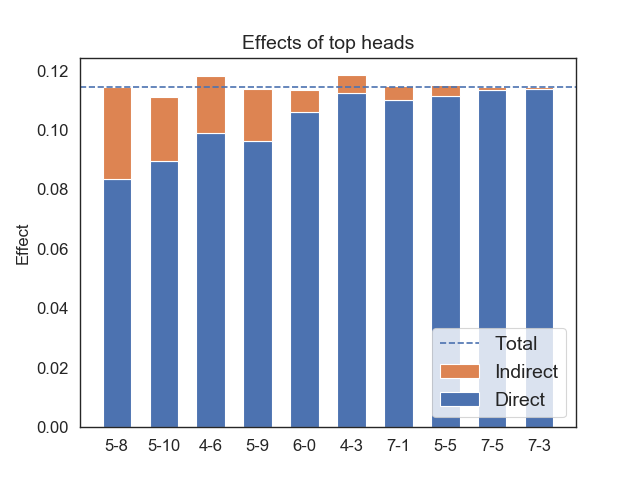 Effects of top heads
0.12
0.10
0.08
0.06
0.04
0.02
0.00
Effect
Total
Indirect
Direct
5-8 5-10 4-6 5-9 6-0 4-3 7-1 5-5 7-5 7-3